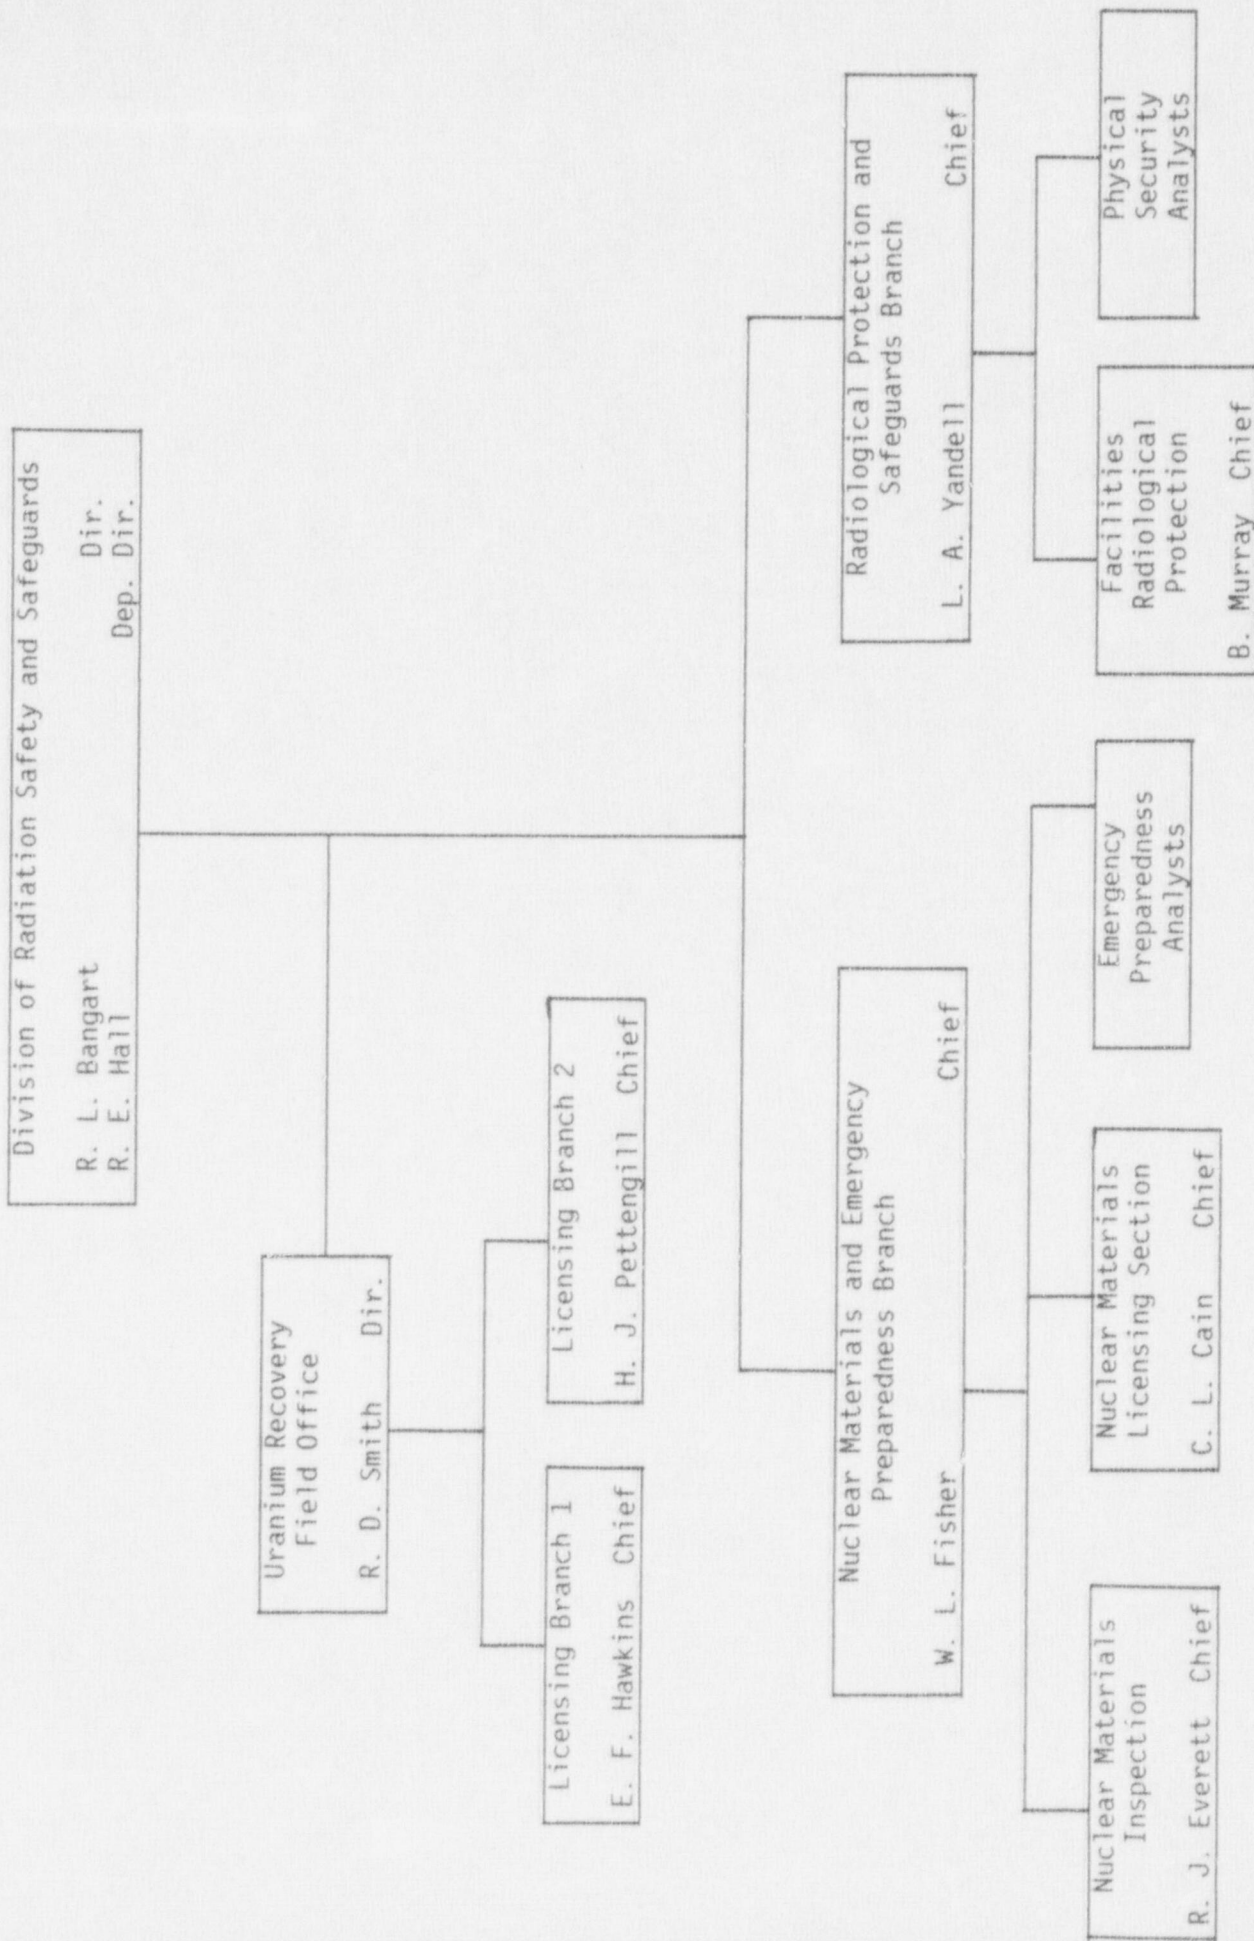 Division of Radiation Safety and Safeguards
R. L. Bangart Dir.
R. E. Hall Dep. Dir.
Uranium Recovery
Field Office
R. D. Smith Dir.
Licensing Branch 1
E. F. Hawkins Chief
Licensing Branch 2
H. J. Pettengill Chief
Nuclear Materials and Emergency
Preparedness Branch
W. L. Fisher Chief
Radiological Protection and
Safeguards Branch
L. A. Yandell Chief
Nuclear Materials
Inspection
R. J. Everett Chief
Nuclear Materials
Licensing Section
C. L. Cain Chief
Emergency
Preparedness
Analysts
Facilities
Radiological
Protection
B. Murray Chief
Physical
Security
Analysts